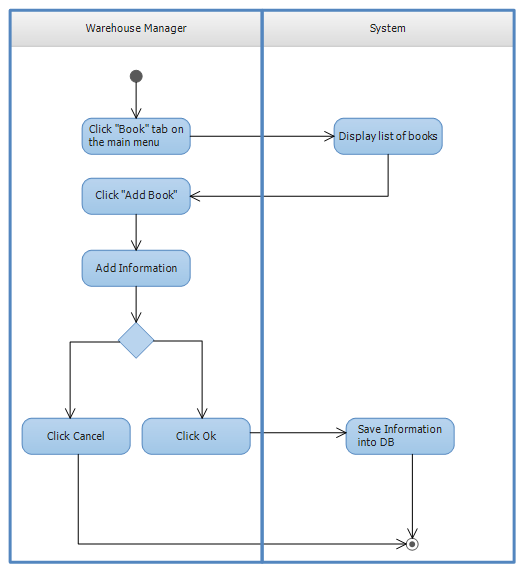 Warehouse Manager
System
Click "Book" tab on
the main menu
Display list of books
Click "Add Book"
Add Information
Click Cancel
Click Ok
Save Information
into DB